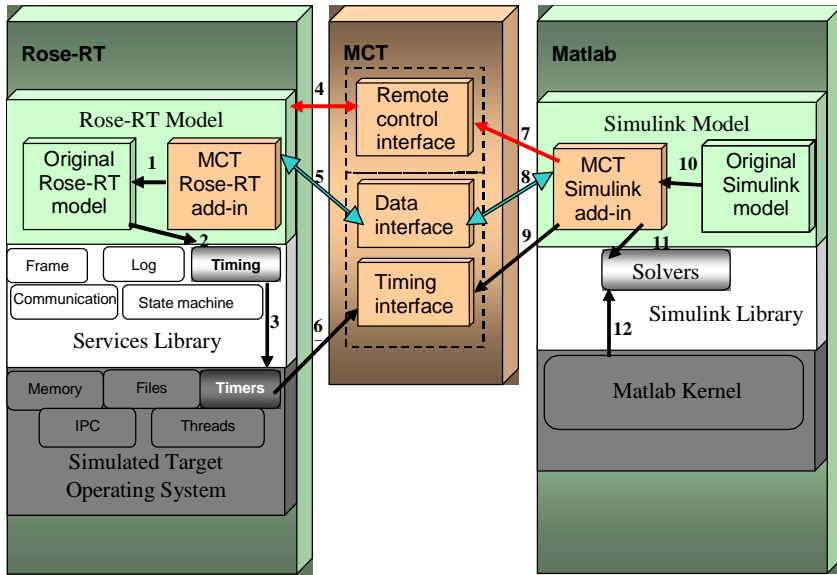 Rose-RT
MCT
Matlab
4
Remote
control
interface
7
Rose-RT Model
Original
Rose-RT
model
1
MCT
Rose-RT
add-in
5
Data
interface
8
Simulink Model
MCT
Simulink
add-in
10
Original
Simulink
model
2
9
11
Frame
Log
Timing
Communication
State machine
Services Library
3
6
Timing
interface
Solvers
12
Simulink Library
Memory
Files
Timers
IPC
Threads
Simulated Target
Operating System
Matlab Kernel